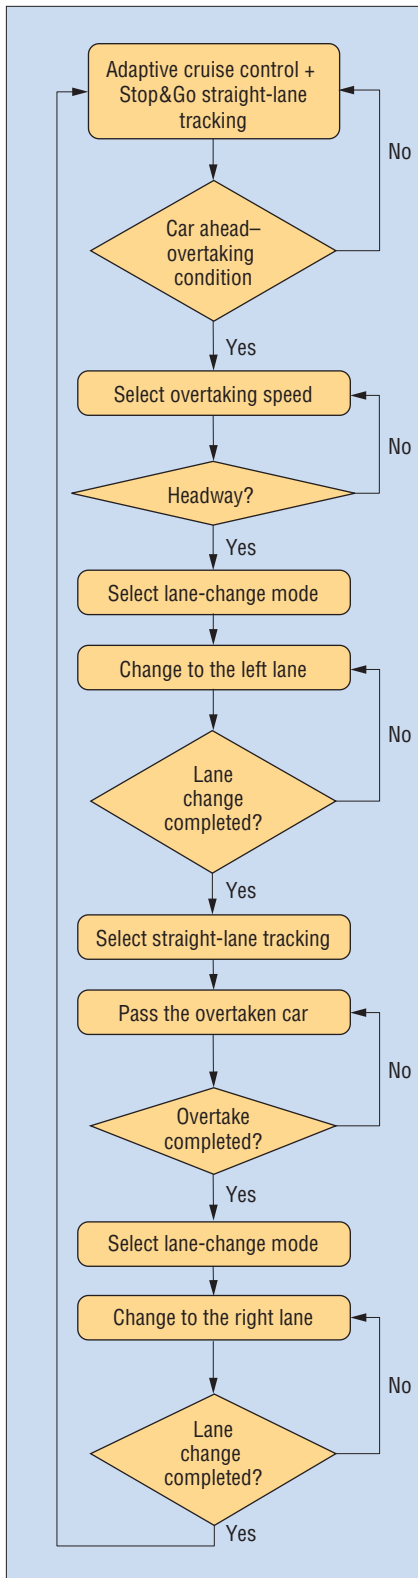 Adaptive cruise control +
Stop&Go straight-lane
tracking
No
Car ahead–
overtaking
condition
Yes
Select overtaking speed
No
Headway?
Yes
Select lane-change mode
Change to the left lane
No
Lane
change
completed?
Yes
Select straight-lane tracking
Pass the overtaken car
No
Overtake
completed?
Yes
Select lane-change mode
Change to the right lane
No
Lane
change
completed?
Yes